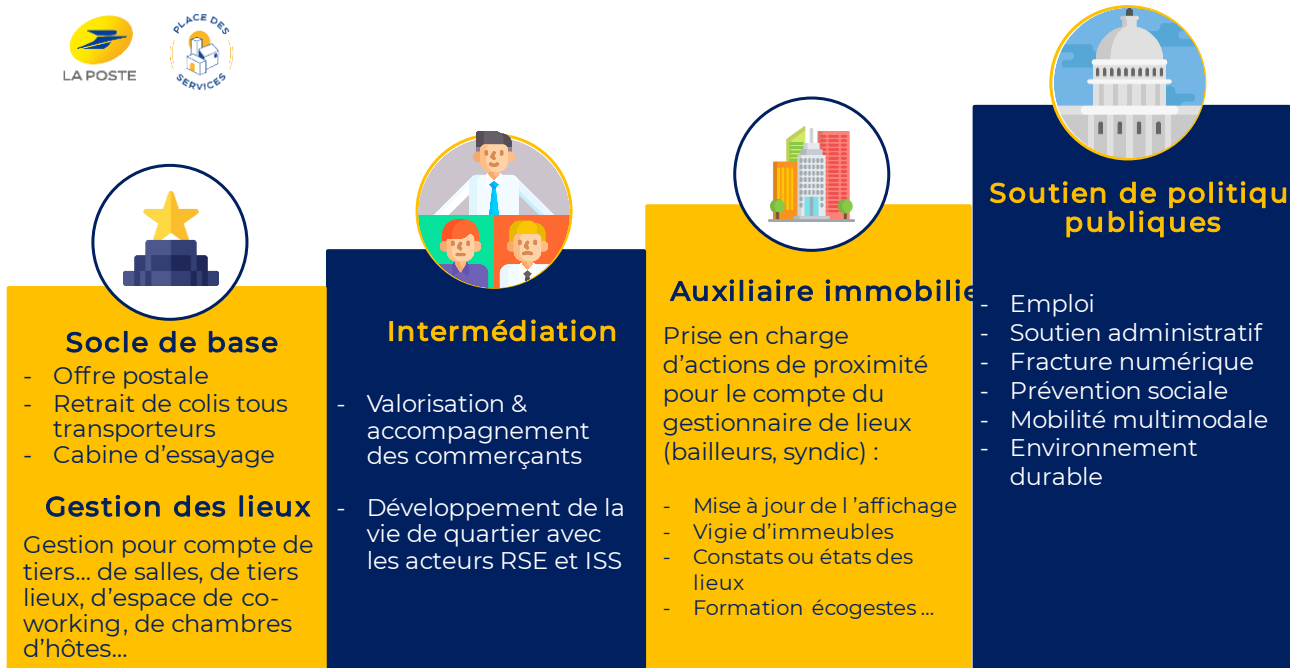 LA POSTE
PLACE DES
SERVICES
Socle de base
- Offre postale
- Retrait de colis tous
transporteurs
- Cabine d’essayage
Gestion des lieux
Gestion pour compte de
tiers… de salles, de tiers
lieux, d’espace de co-
working, de chambres
d’hôtes…
Intermédiation
- Valorisation &
accompagnement
des commerçants
- Développement de la
vie de quartier avec
les acteurs RSE et ISS
Auxiliaire immobilie
Prise en charge
d’actions de proximité
pour le compte du
gestionnaire de lieux
(bailleurs, syndic) :
- Mise à jour de l ’affichage
- Vigie d’immeubles
- Constats ou états des
lieux
- Formation écogestes …
Soutien de politiqu
publiques
- Emploi
- Soutien administratif
- Fracture numérique
- Prévention sociale
- Mobilité multimodale
- Environnement
durable